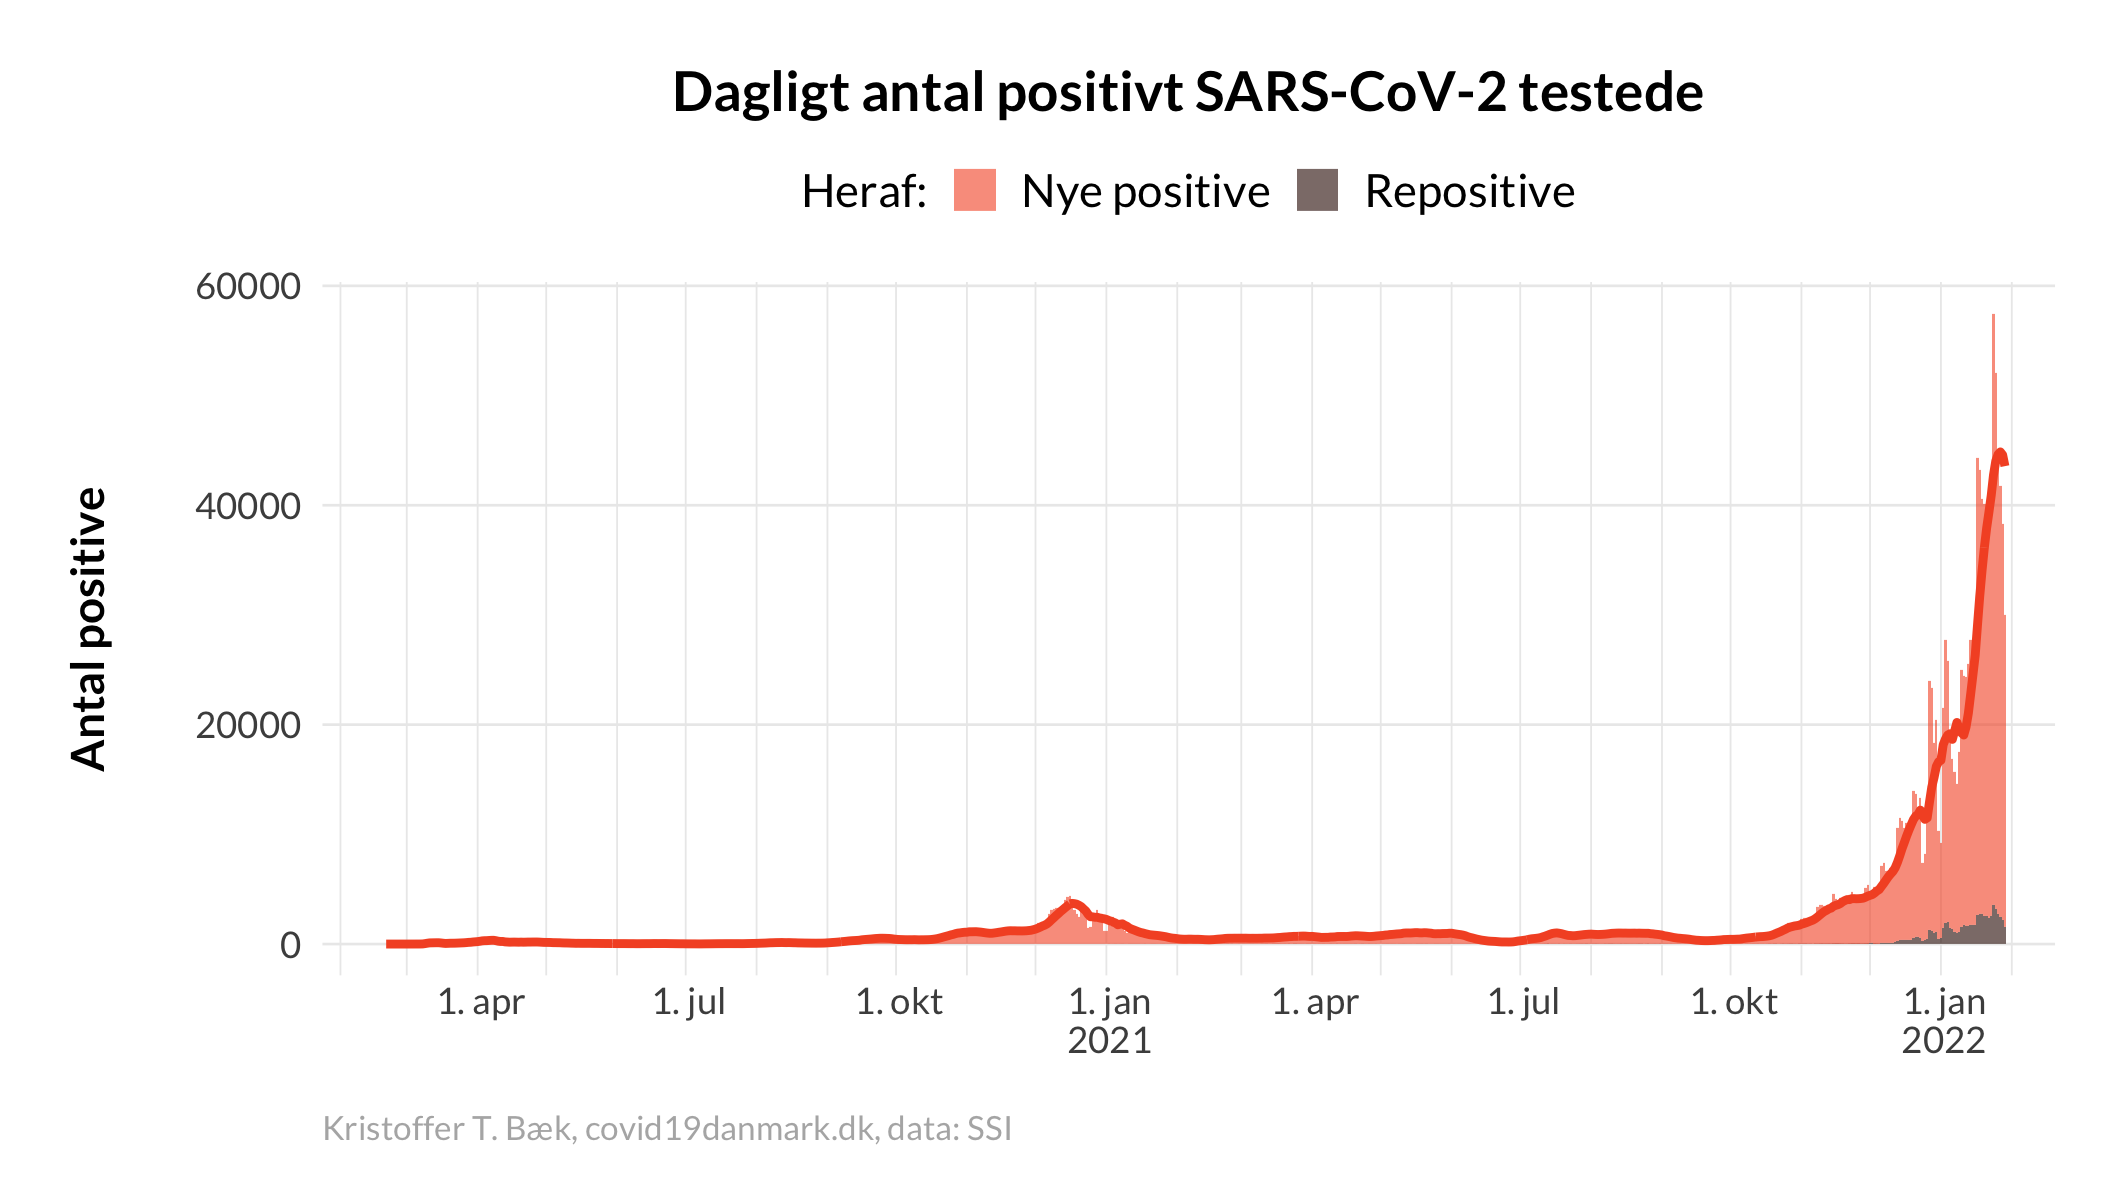 Dagligt antal positivt SARS-CoV-2 testede
Heraf: Nye positive Repositive
60000
40000
20000
0
Antal positive
1. apr 1. jul 1. okt 1. jan 1. apr 1. jul 1. okt 1. jan
2021 2022
Kristoffer T. Bæk, covid19danmark.dk, data: SSI